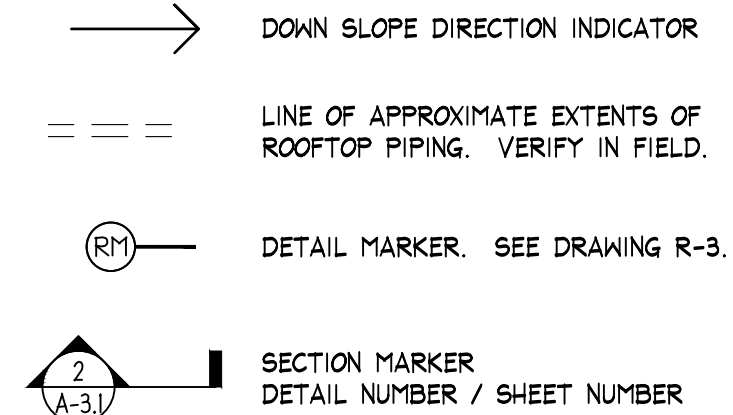 DOWN SLOPE DIRECTION INDICATOR
LINE OF APPROXIMATE EXTENTS OF
ROOFTOP PIPING. VERIFY IN FIELD.
RM DETAIL MARKER. SEE DRAWING R-3.
2 SECTION MARKER
A-3.1 DETAIL NUMBER / SHEET NUMBER